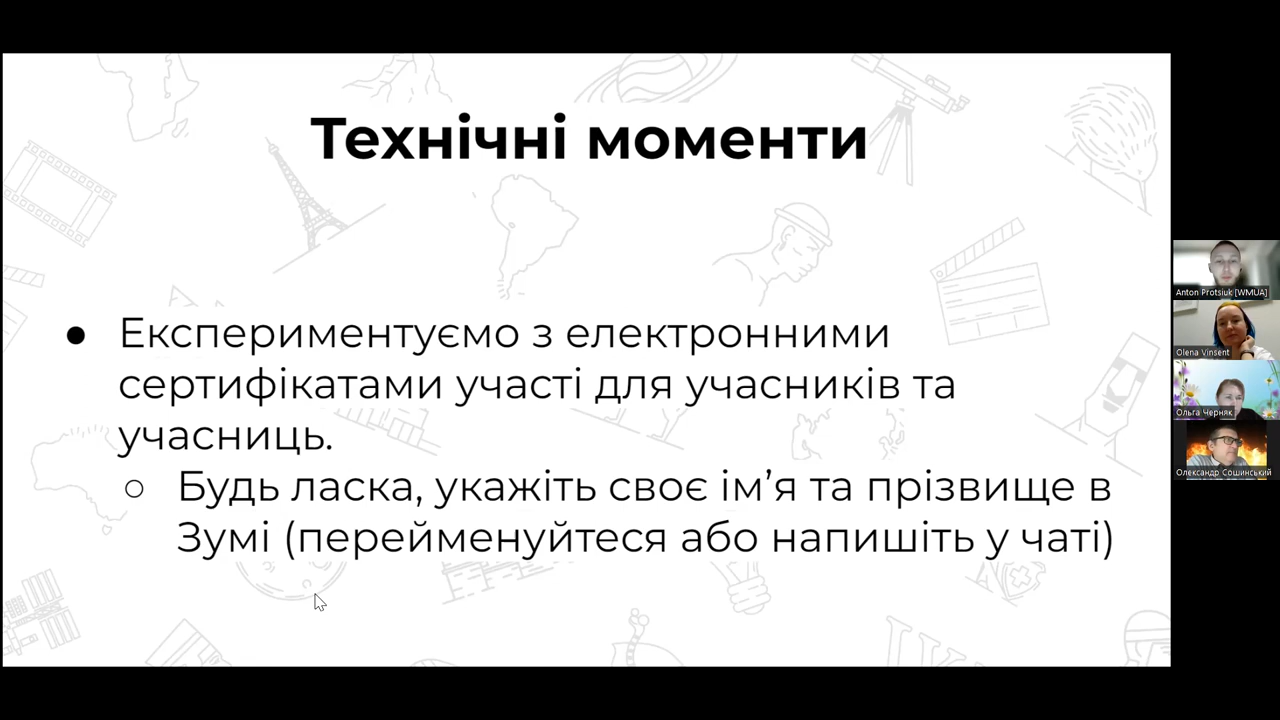 Технічні моменти
● Експериментуємо з електронними
сертифікатами участі для учасників та
учасниць.
○ Будь ласка, укажіть своє ім’я та прізвище в
Зумі (перейменуйтеся або напишіть у чаті)
Anton Protsiuk [WMUA]
Olena Vinsent
Ольга Черняк
Олександр Сошинський